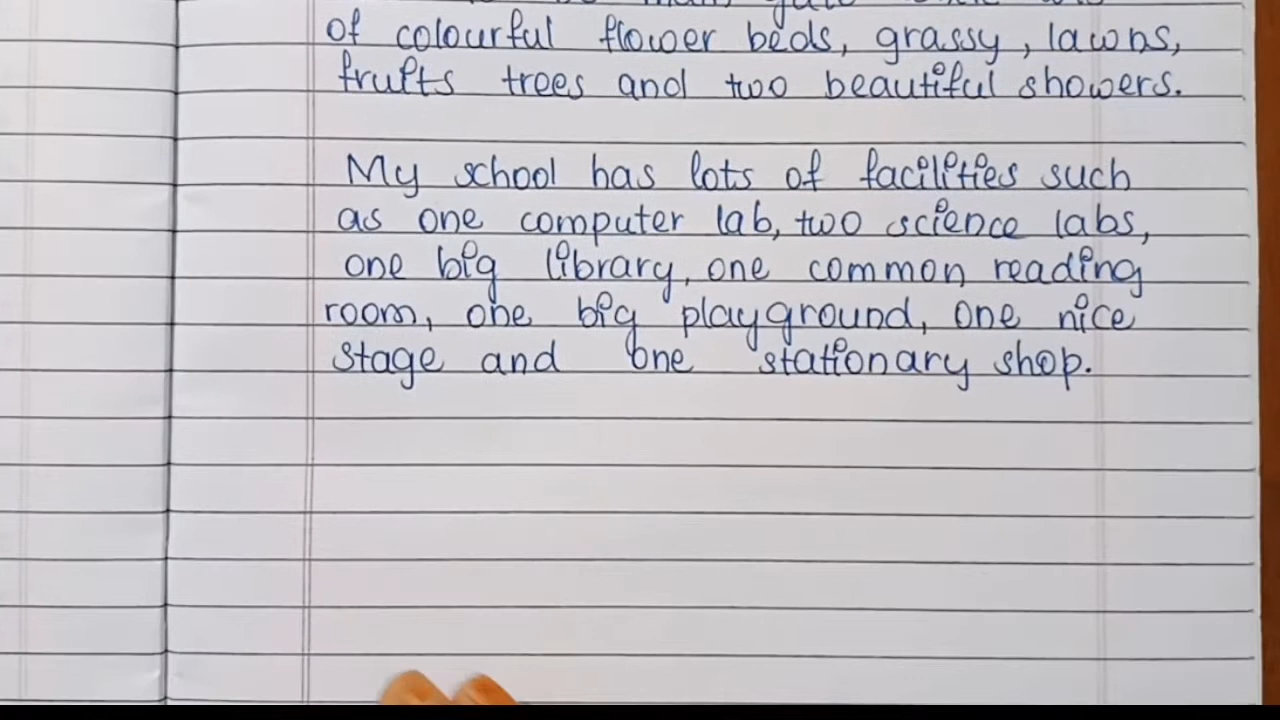 of colourful flower beds, grassy, lawns,
fruits trees and two beautiful showers.
My school has lots of facilities such
as one computer lab, two science labs,
one big library, one common reading
room, one big playground, one nice
stage and one stationary shop.